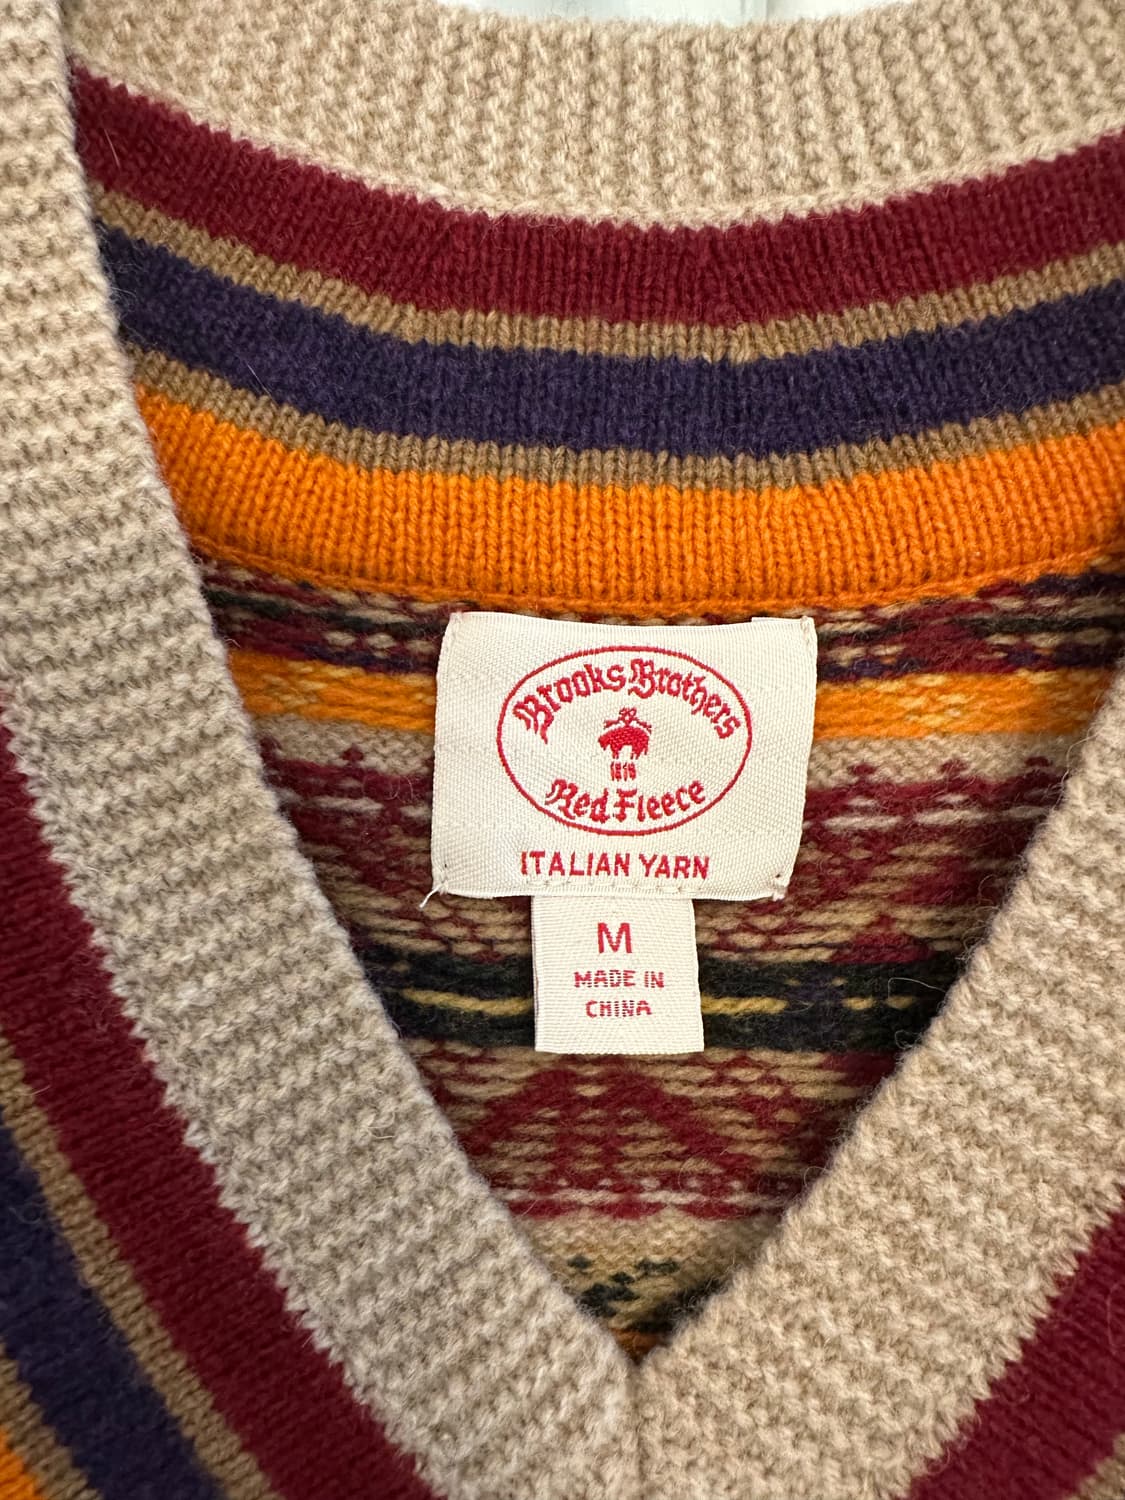 Brooks Brothers
1818
Red Fleece
ITALIAN YARN
M
MADE IN
CHINA